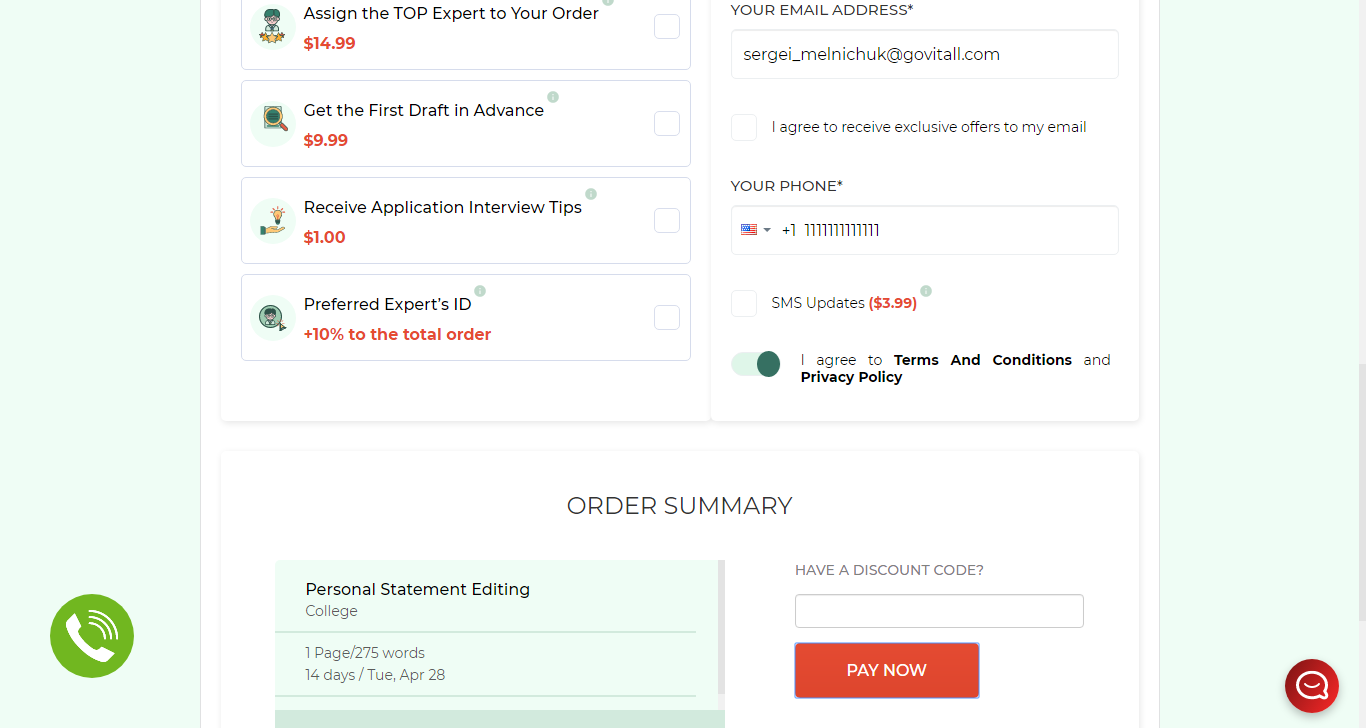 Assign the TOP Expert to Your Order
$14.99
Get the First Draft in Advance
$9.99
Receive Application Interview Tips
$1.00
Preferred Expert's ID
+10% to the total order
YOUR EMAIL ADDRESS*
sergei_melnichuk@govitall.com
I agree to receive exclusive offers to my email
YOUR PHONE*
+1 1111111111111
SMS Updates ($3.99)
I agree to Terms And Conditions and
Privacy Policy
ORDER SUMMARY
Personal Statement Editing
College
1 Page/275 words
14 days / Tue, Apr 28
HAVE A DISCOUNT CODE?
PAY NOW